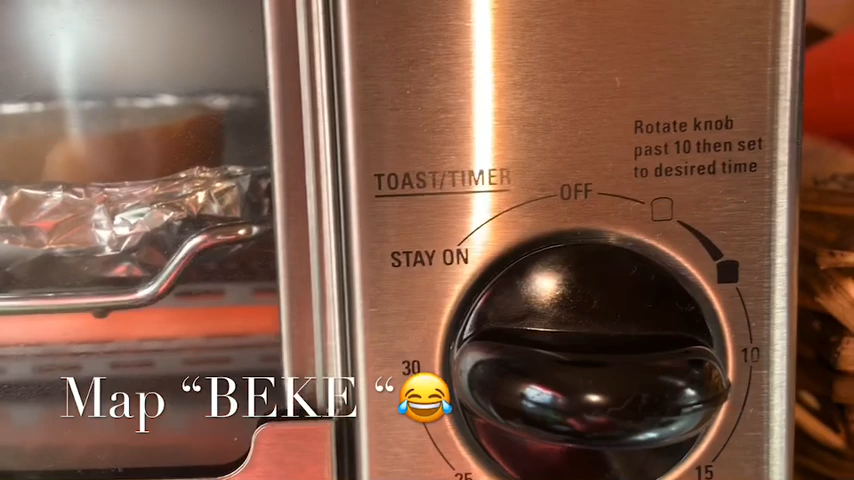 Rotate knob
past 10 then set
to desired time
TOAST/TIMER
OFF
STAY ON
10
30
Map “BEKE “😂
25
15